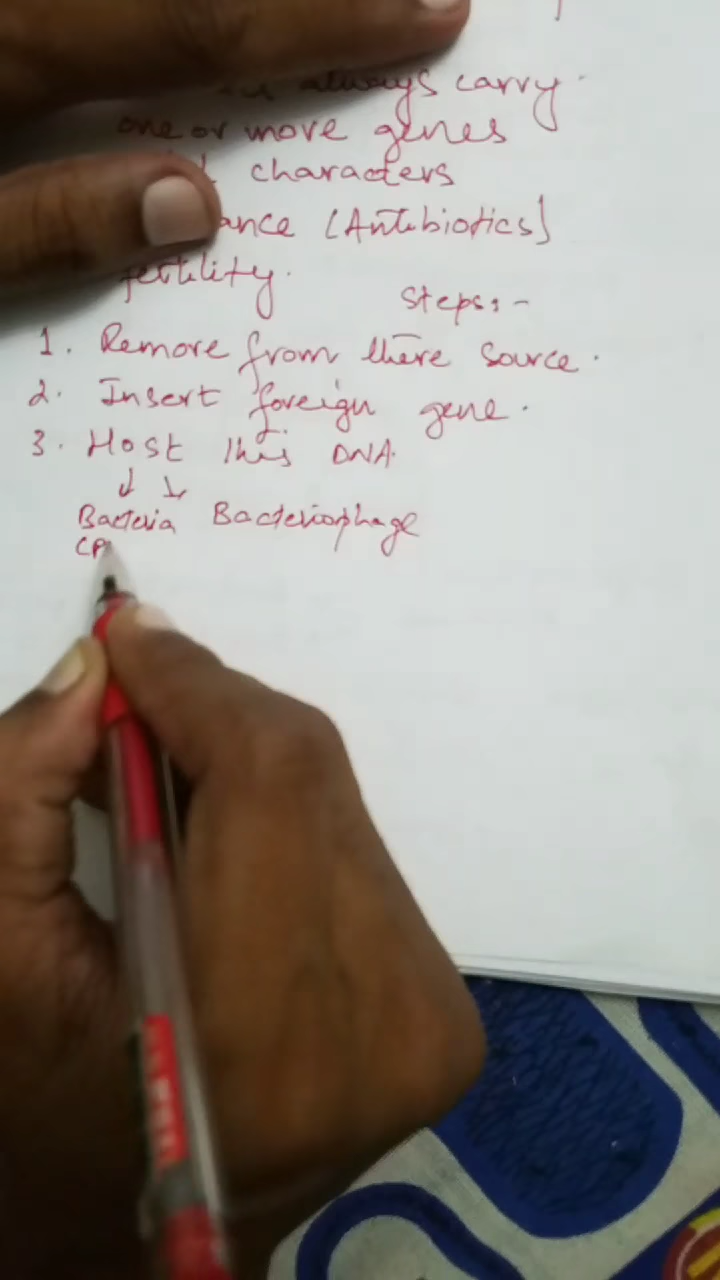 always carry
one or more genes
characters
ance (Antibiotics)
fertility.
Steps:-
1. Remove from there source.
2. Insert foreign gene.
3. Host this DNA.
↓ ↓
Bacteria Bacteriophage
(P